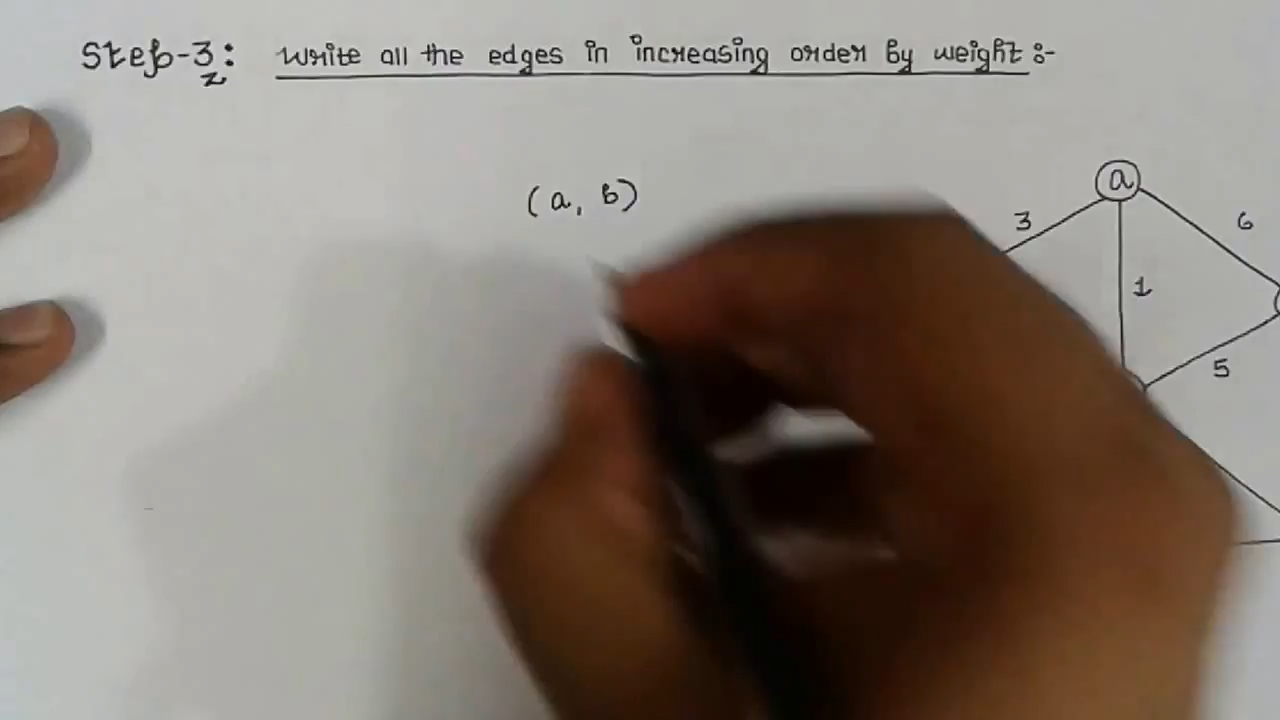 Step-3: write all the edges in increasing order by weight :-
(a, b)
a
3
6
1
5